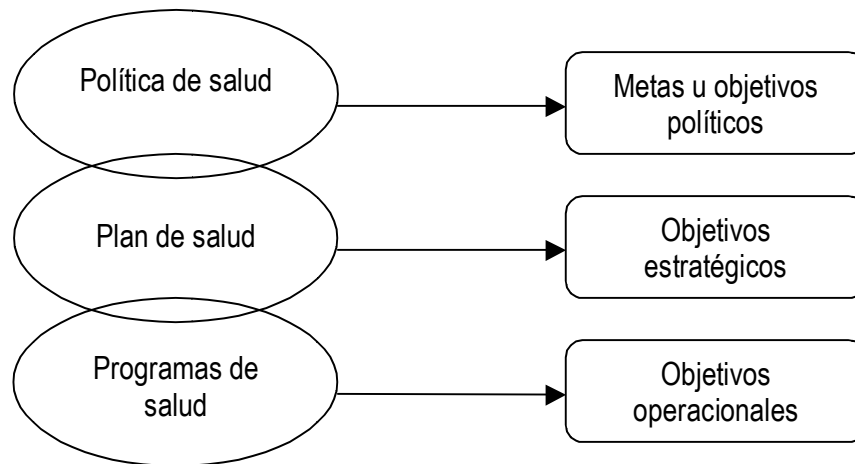 Política de salud
Metas u objetivos
políticos
Plan de salud
Objetivos
estratégicos
Programas de
salud
Objetivos
operacionales